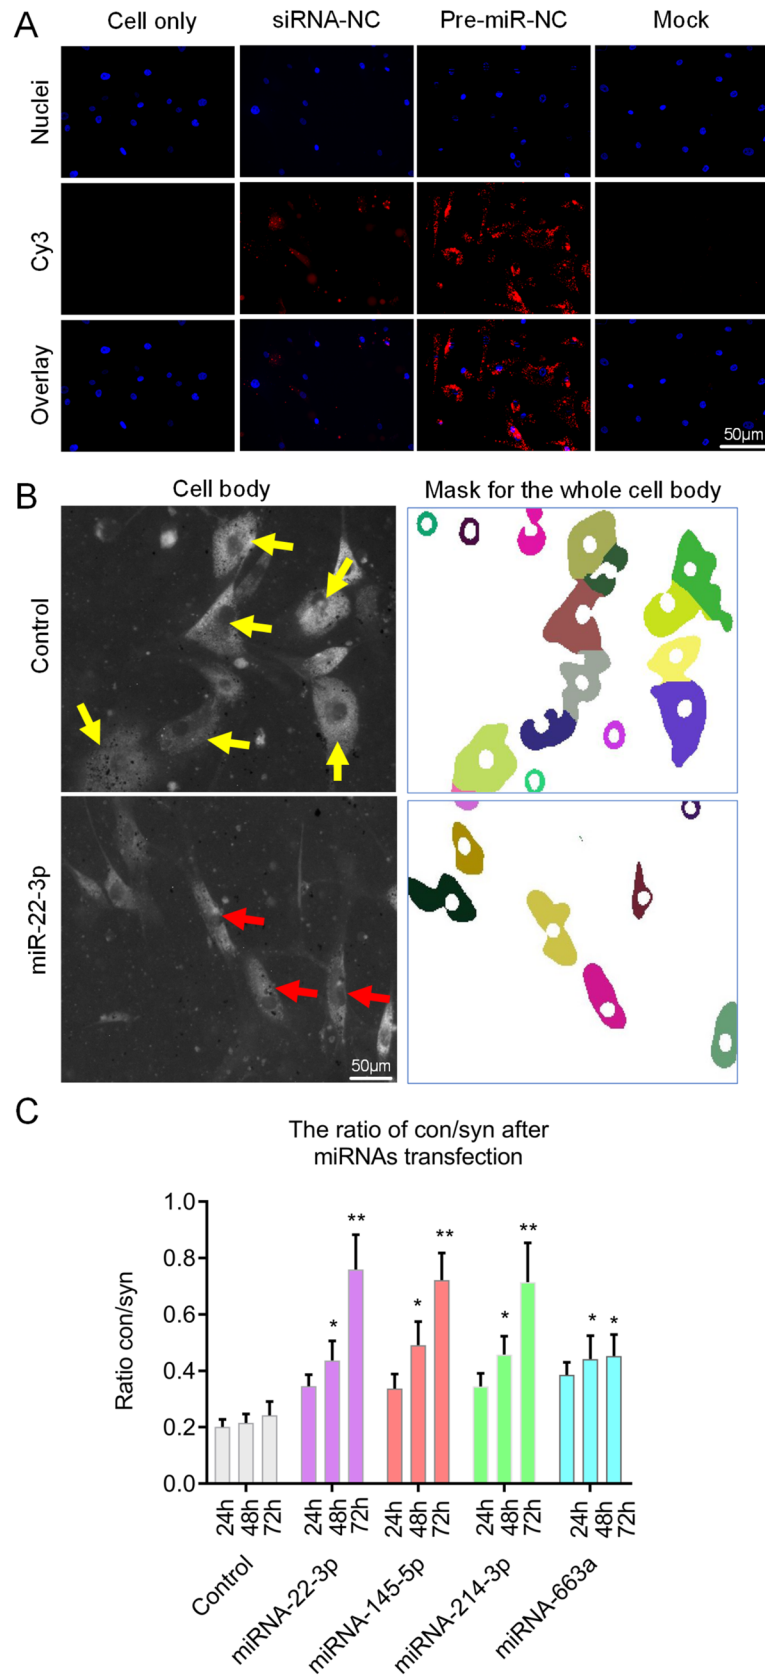 A
Cell only
siRNA-NC
Pre-miR-NC
Mock
Nuclei
Cy3
Overlay
50μm
B
Cell body
Mask for the whole cell body
Control
miR-22-3p
50μm
C
The ratio of con/syn after
miRNAs transfection
Ratio con/syn
1.0
0.8
0.6
0.4
0.2
0.0
** ** **
* * * * *
24h 48h 72h 24h 48h 72h 24h 48h 72h 24h 48h 72h 24h 48h 72h
Control
miRNA-22-3p
miRNA-145-5p
miRNA-214-3p
miRNA-663a